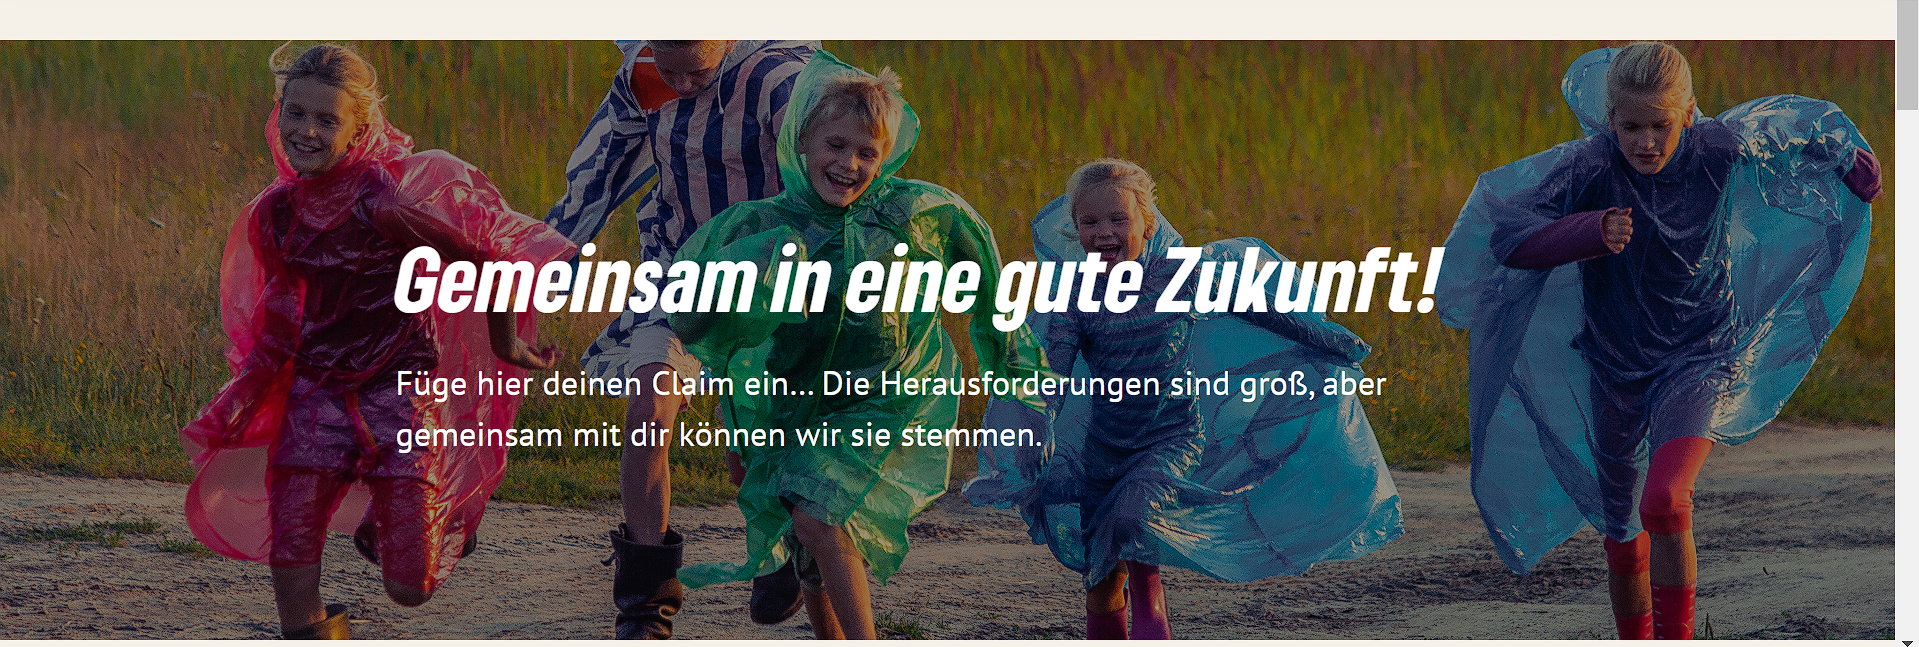 Gemeinsam in eine gute Zukunft!
Füge hier deinen Claim ein... Die Herausforderungen sind groß, aber
gemeinsam mit dir können wir sie stemmen.